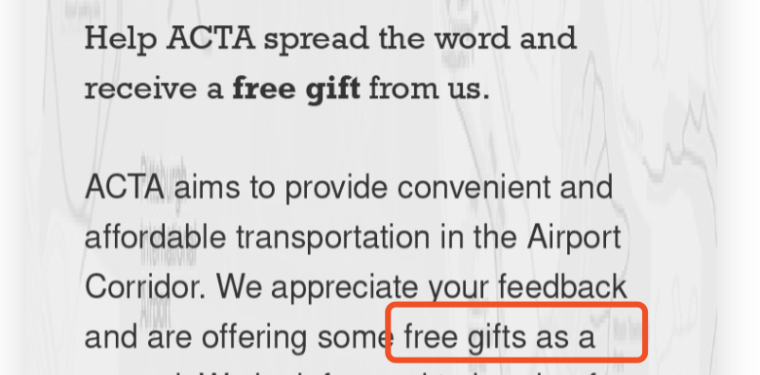 Help ACTA spread the word and
receive a free gift from us.
ACTA aims to provide convenient and
affordable transportation in the Airport
Corridor. We appreciate your feedback
and are offering some free gifts as a